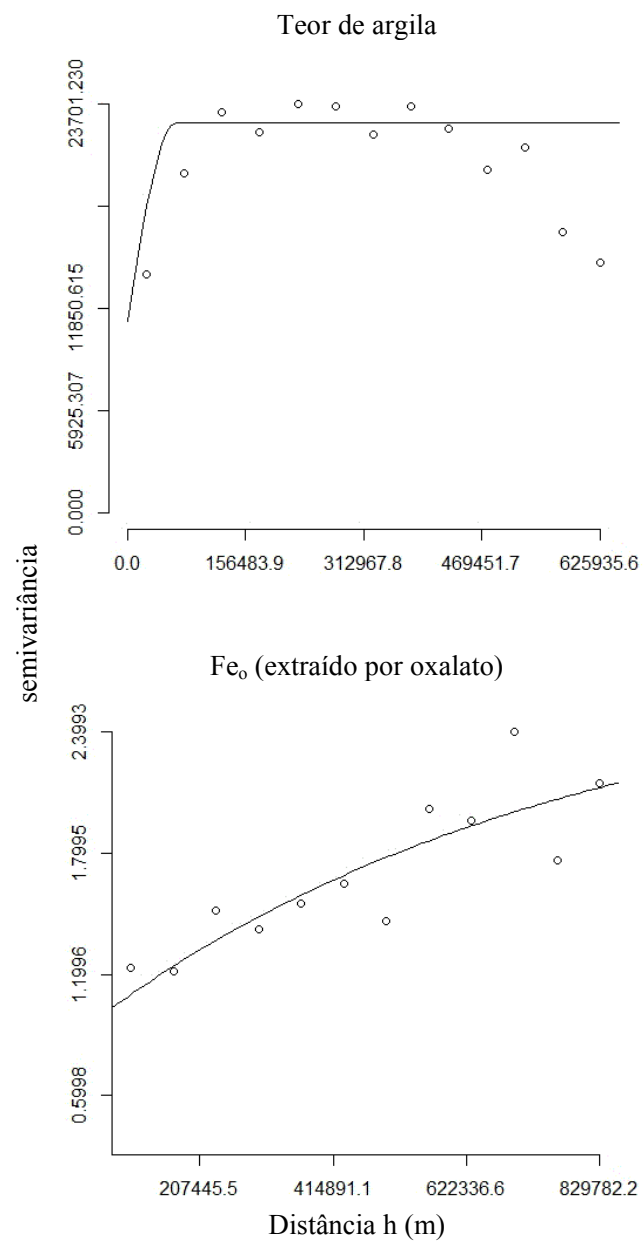 Teor de argila
23701.230
11850.615
5925.307
0.000
0.0 156483.9 312967.8 469451.7 625935.6
semivariância
Feₒ (extraído por oxalato)
2.3993
1.7995
1.1996
0.5998
207445.5 414891.1 622336.6 829782.2
Distância h (m)